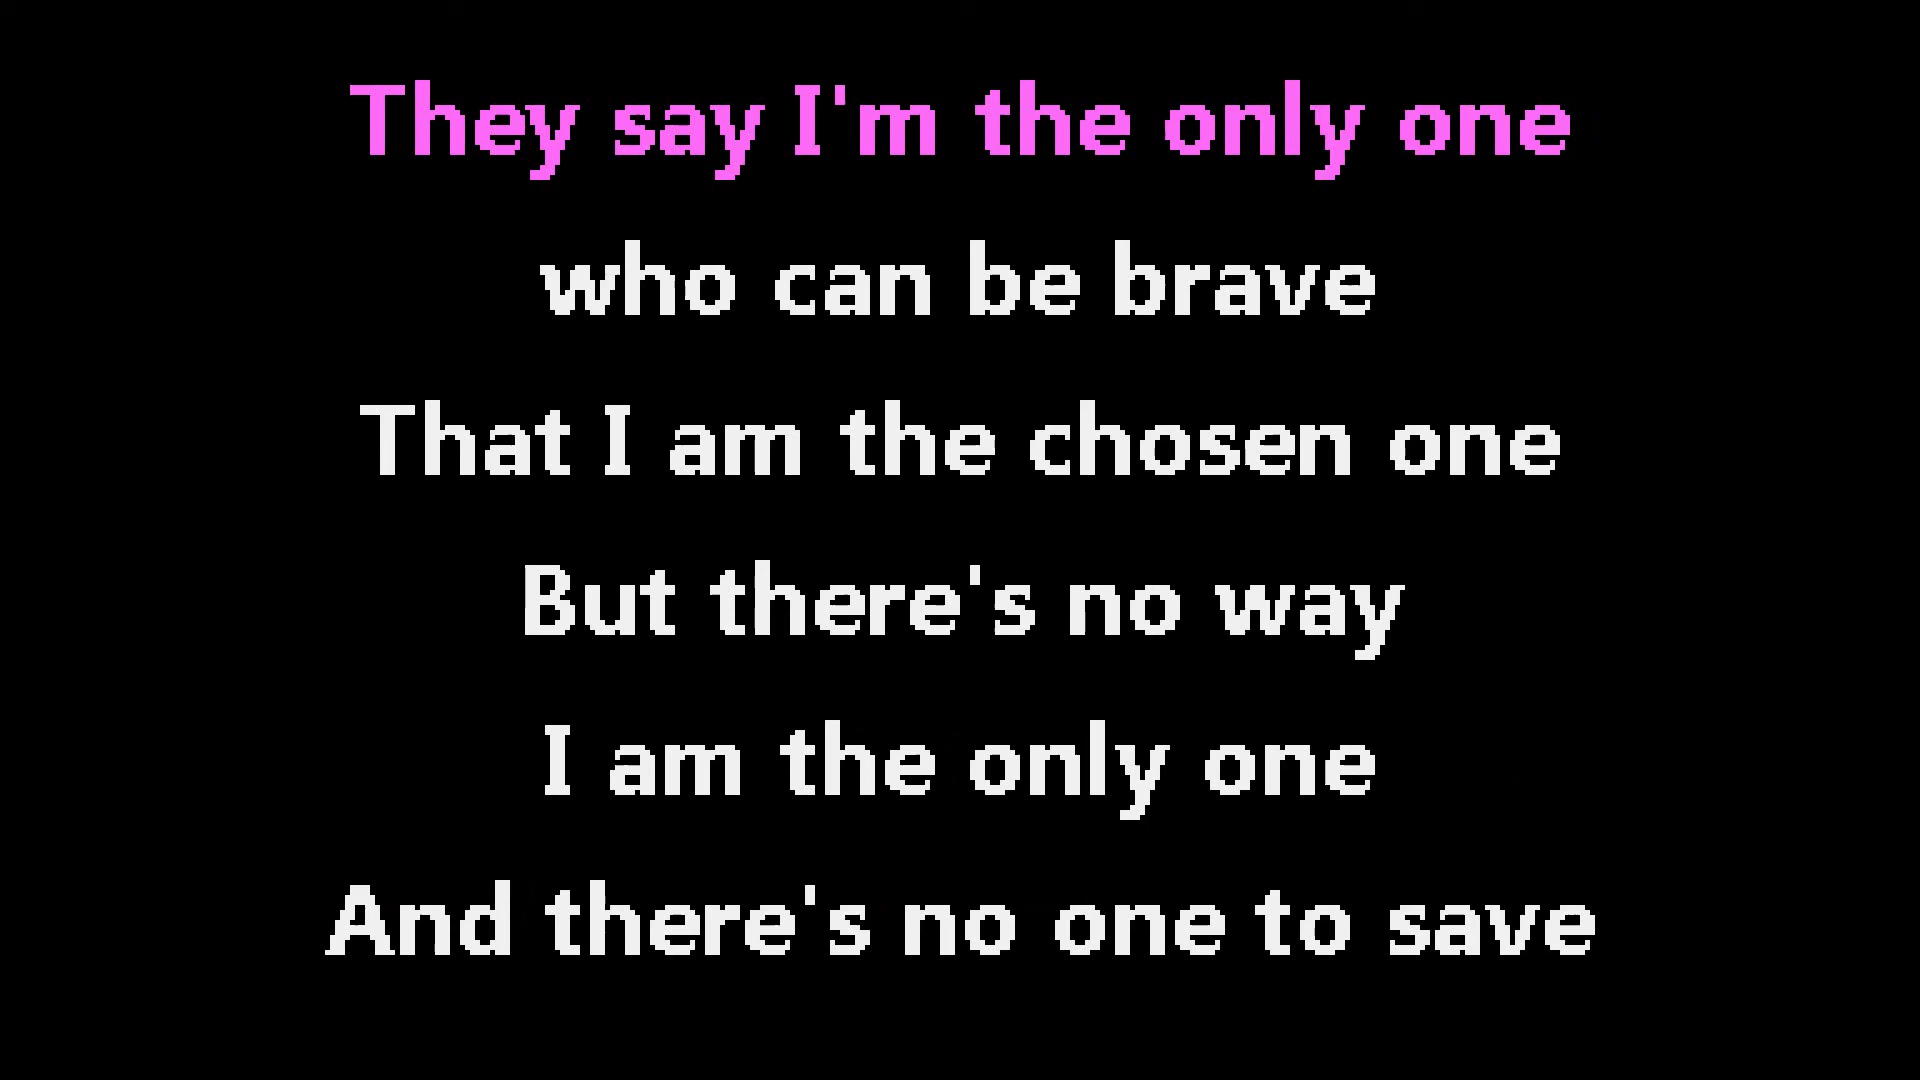 They say I'm the only one
who can be brave
That I am the chosen one
But there's no way
I am the only one
And there's no one to save